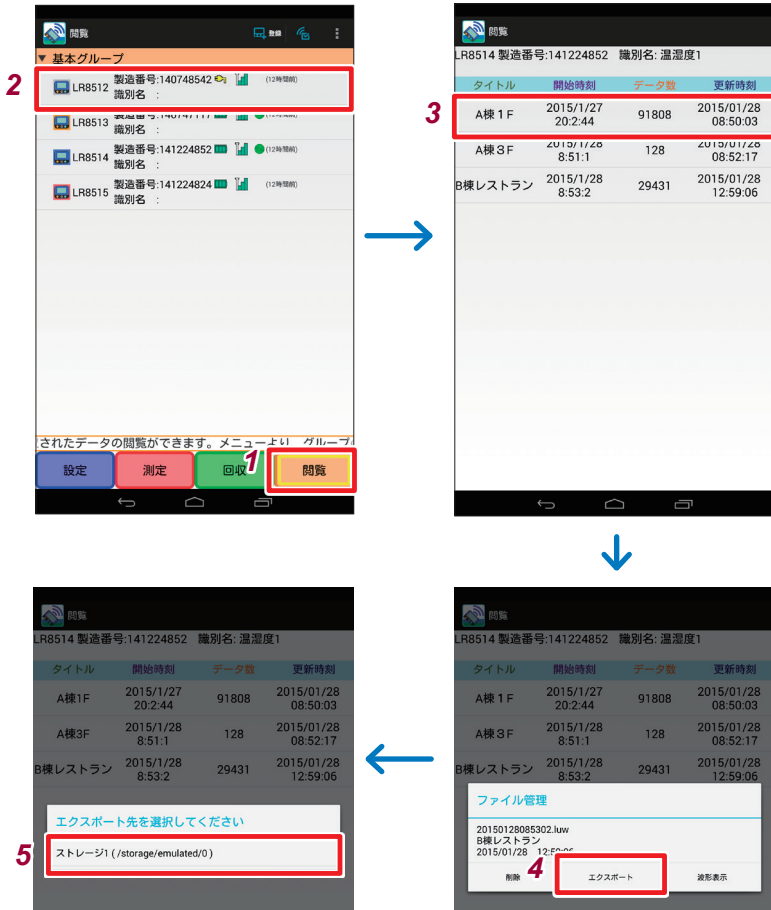 閲覧
登録
▼ 基本グループ
2
LR8512
製造番号:140748542
(12時間前)
識別名 :
LR8513
製造番号:140747117
(12時間前)
識別名 :
LR8514
製造番号:141224852
(12時間前)
識別名 :
LR8515
製造番号:141224824
(12時間前)
識別名 :
されたデータの閲覧ができます。メニューより、グループ
1
設定
測定
回収
閲覧
閲覧
LR8514 製造番号:141224852 識別名: 温湿度1
タイトル 開始時刻 データ数 更新時刻
3
A棟１F
2015/1/27
20:2:44
91808
2015/01/28
08:50:03
A棟３F
2015/1/28
8:51:1
128
2015/01/28
08:52:17
B棟レストラン
2015/1/28
8:53:2
29431
2015/01/28
12:59:06
閲覧
LR8514 製造番号:141224852 識別名: 温湿度1
タイトル 開始時刻 データ数 更新時刻
A棟１F
2015/1/27
20:2:44
91808
2015/01/28
08:50:03
A棟３F
2015/1/28
8:51:1
128
2015/01/28
08:52:17
B棟レストラン
2015/1/28
8:53:2
29431
2015/01/28
12:59:06
ファイル管理
20150128085302.luw
B棟レストラン
2015/01/28 12:59:06
4
削除
エクスポート
波形表示
閲覧
LR8514 製造番号:141224852 識別名: 温湿度1
タイトル 開始時刻 データ数 更新時刻
A棟1F
2015/1/27
20:2:44
91808
2015/01/28
08:50:03
A棟3F
2015/1/28
8:51:1
128
2015/01/28
08:52:17
B棟レストラン
2015/1/28
8:53:2
29431
2015/01/28
12:59:06
エクスポート先を選択してください
5
ストレージ1 ( /storage/emulated/0 )